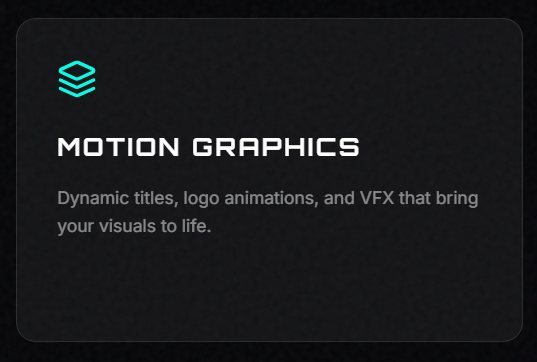 MOTION GRAPHICS
Dynamic titles, logo animations, and VFX that bring
your visuals to life.